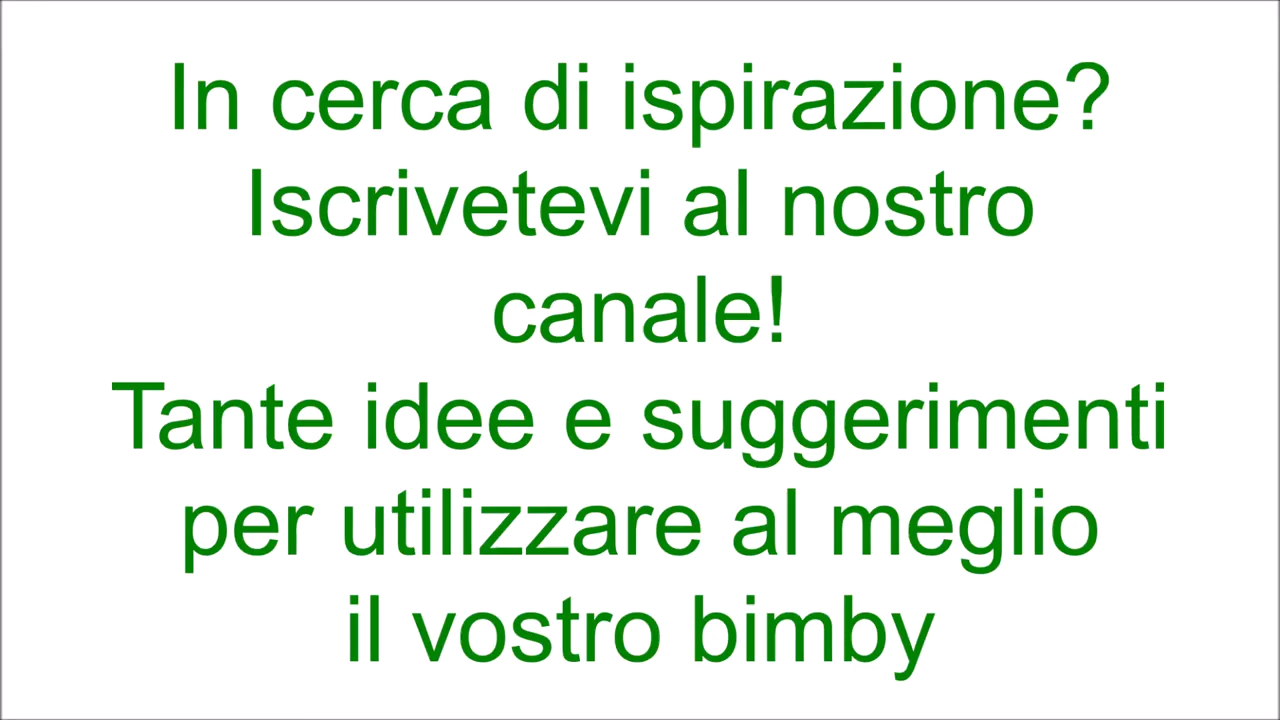 In cerca di ispirazione?
Iscrivetevi al nostro
canale!
Tante idee e suggerimenti
per utilizzare al meglio
il vostro bimby